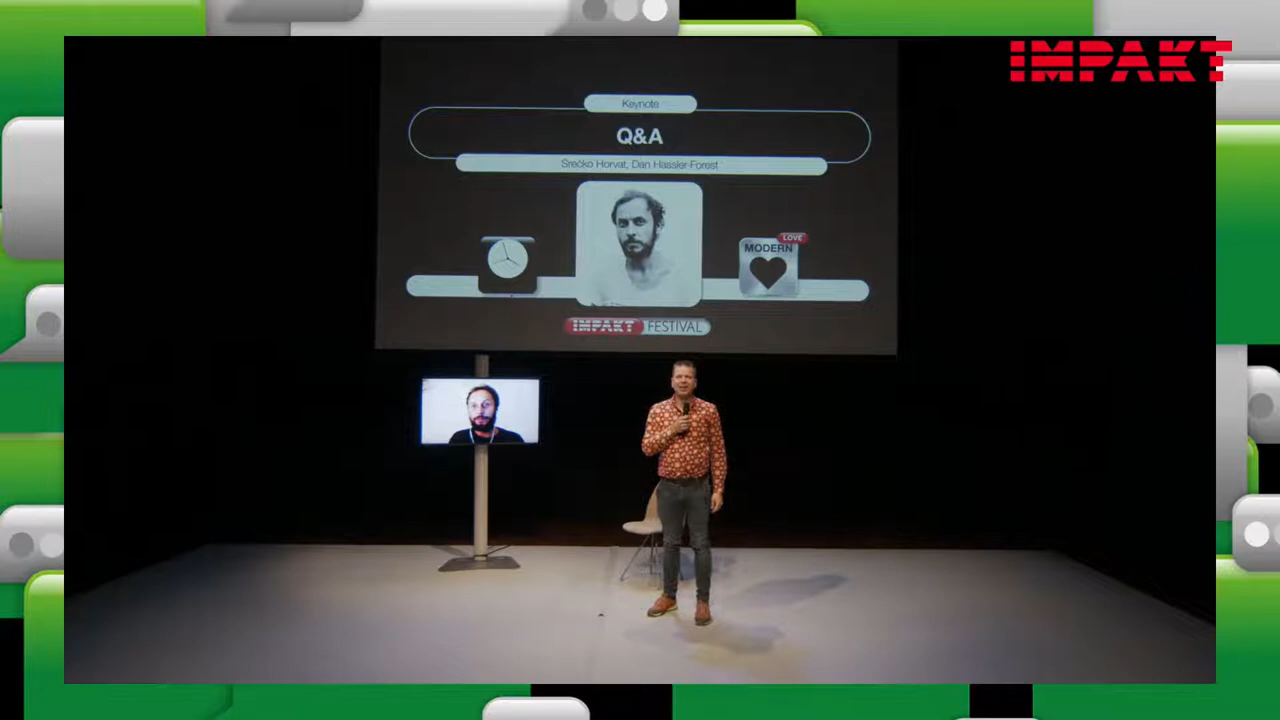 IMPAKT
Keynote
Q&A
Srećko Horvat, Dan Hassler-Forest
LOVE
MODERN
IMPAKT FESTIVAL